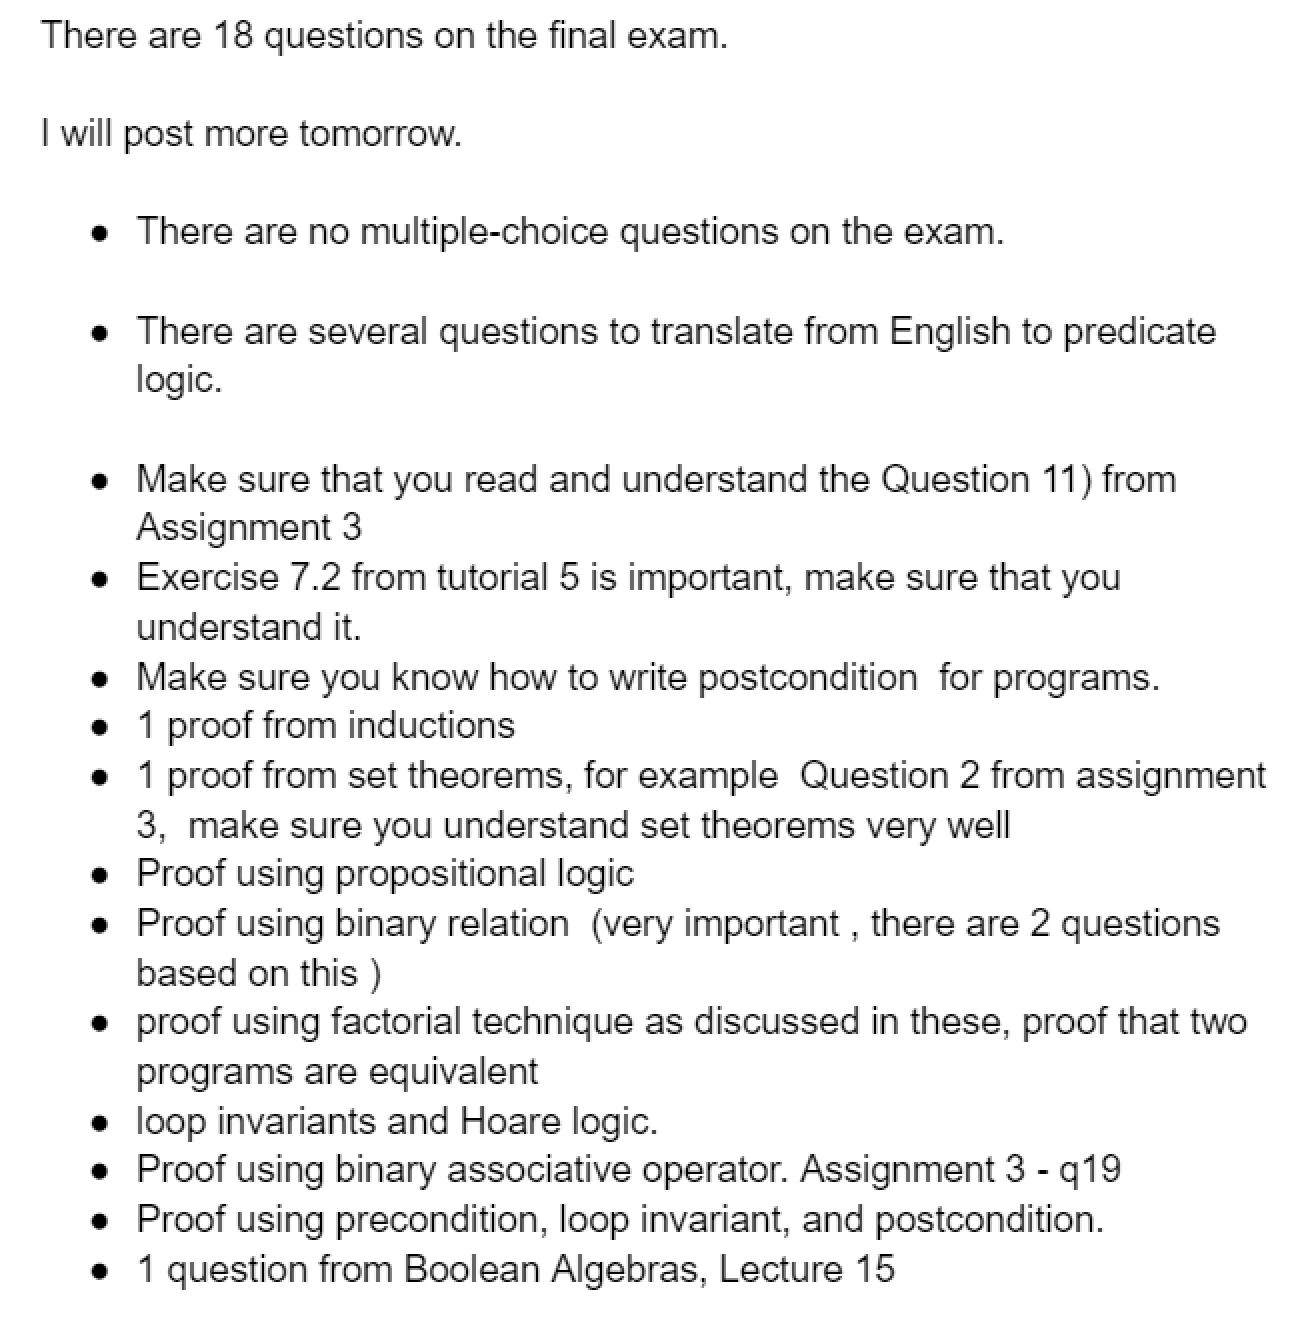 There are 18 questions on the final exam.
I will post more tomorrow.
● There are no multiple-choice questions on the exam.
● There are several questions to translate from English to predicate
logic.
● Make sure that you read and understand the Question 11) from
Assignment 3
● Exercise 7.2 from tutorial 5 is important, make sure that you
understand it.
● Make sure you know how to write postcondition  for programs.
● 1 proof from inductions
● 1 proof from set theorems, for example  Question 2 from assignment
3,  make sure you understand set theorems very well
● Proof using propositional logic
● Proof using binary relation  (very important , there are 2 questions
based on this )
● proof using factorial technique as discussed in these, proof that two
programs are equivalent
● loop invariants and Hoare logic.
● Proof using binary associative operator. Assignment 3 - q19
● Proof using precondition, loop invariant, and postcondition.
● 1 question from Boolean Algebras, Lecture 15